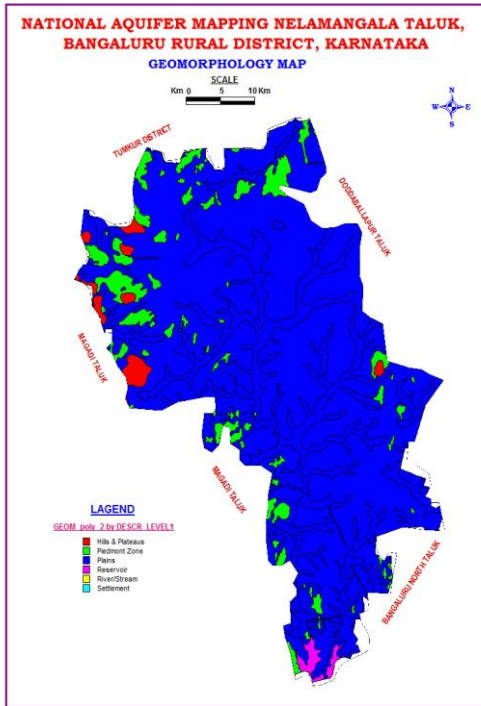 NATIONAL AQUIFER MAPPING NELAMANGALA TALUK,
BANGALURU RURAL DISTRICT, KARNATAKA
GEOMORPHOLOGY MAP
SCALE
Km 0 5 10 Km
N
W E
S
TUMKUR DISTRICT
DODDABALLAPUR TALUK
MAGADI TALUK
MAGADI TALUK
BANGALURU NORTH TALUK
LAGEND
GEOM_poly_2 by DESCR_LEVEL1
Hills & Plateaus
Piedmont Zone
Plains
Reservoir
River/Stream
Settlement